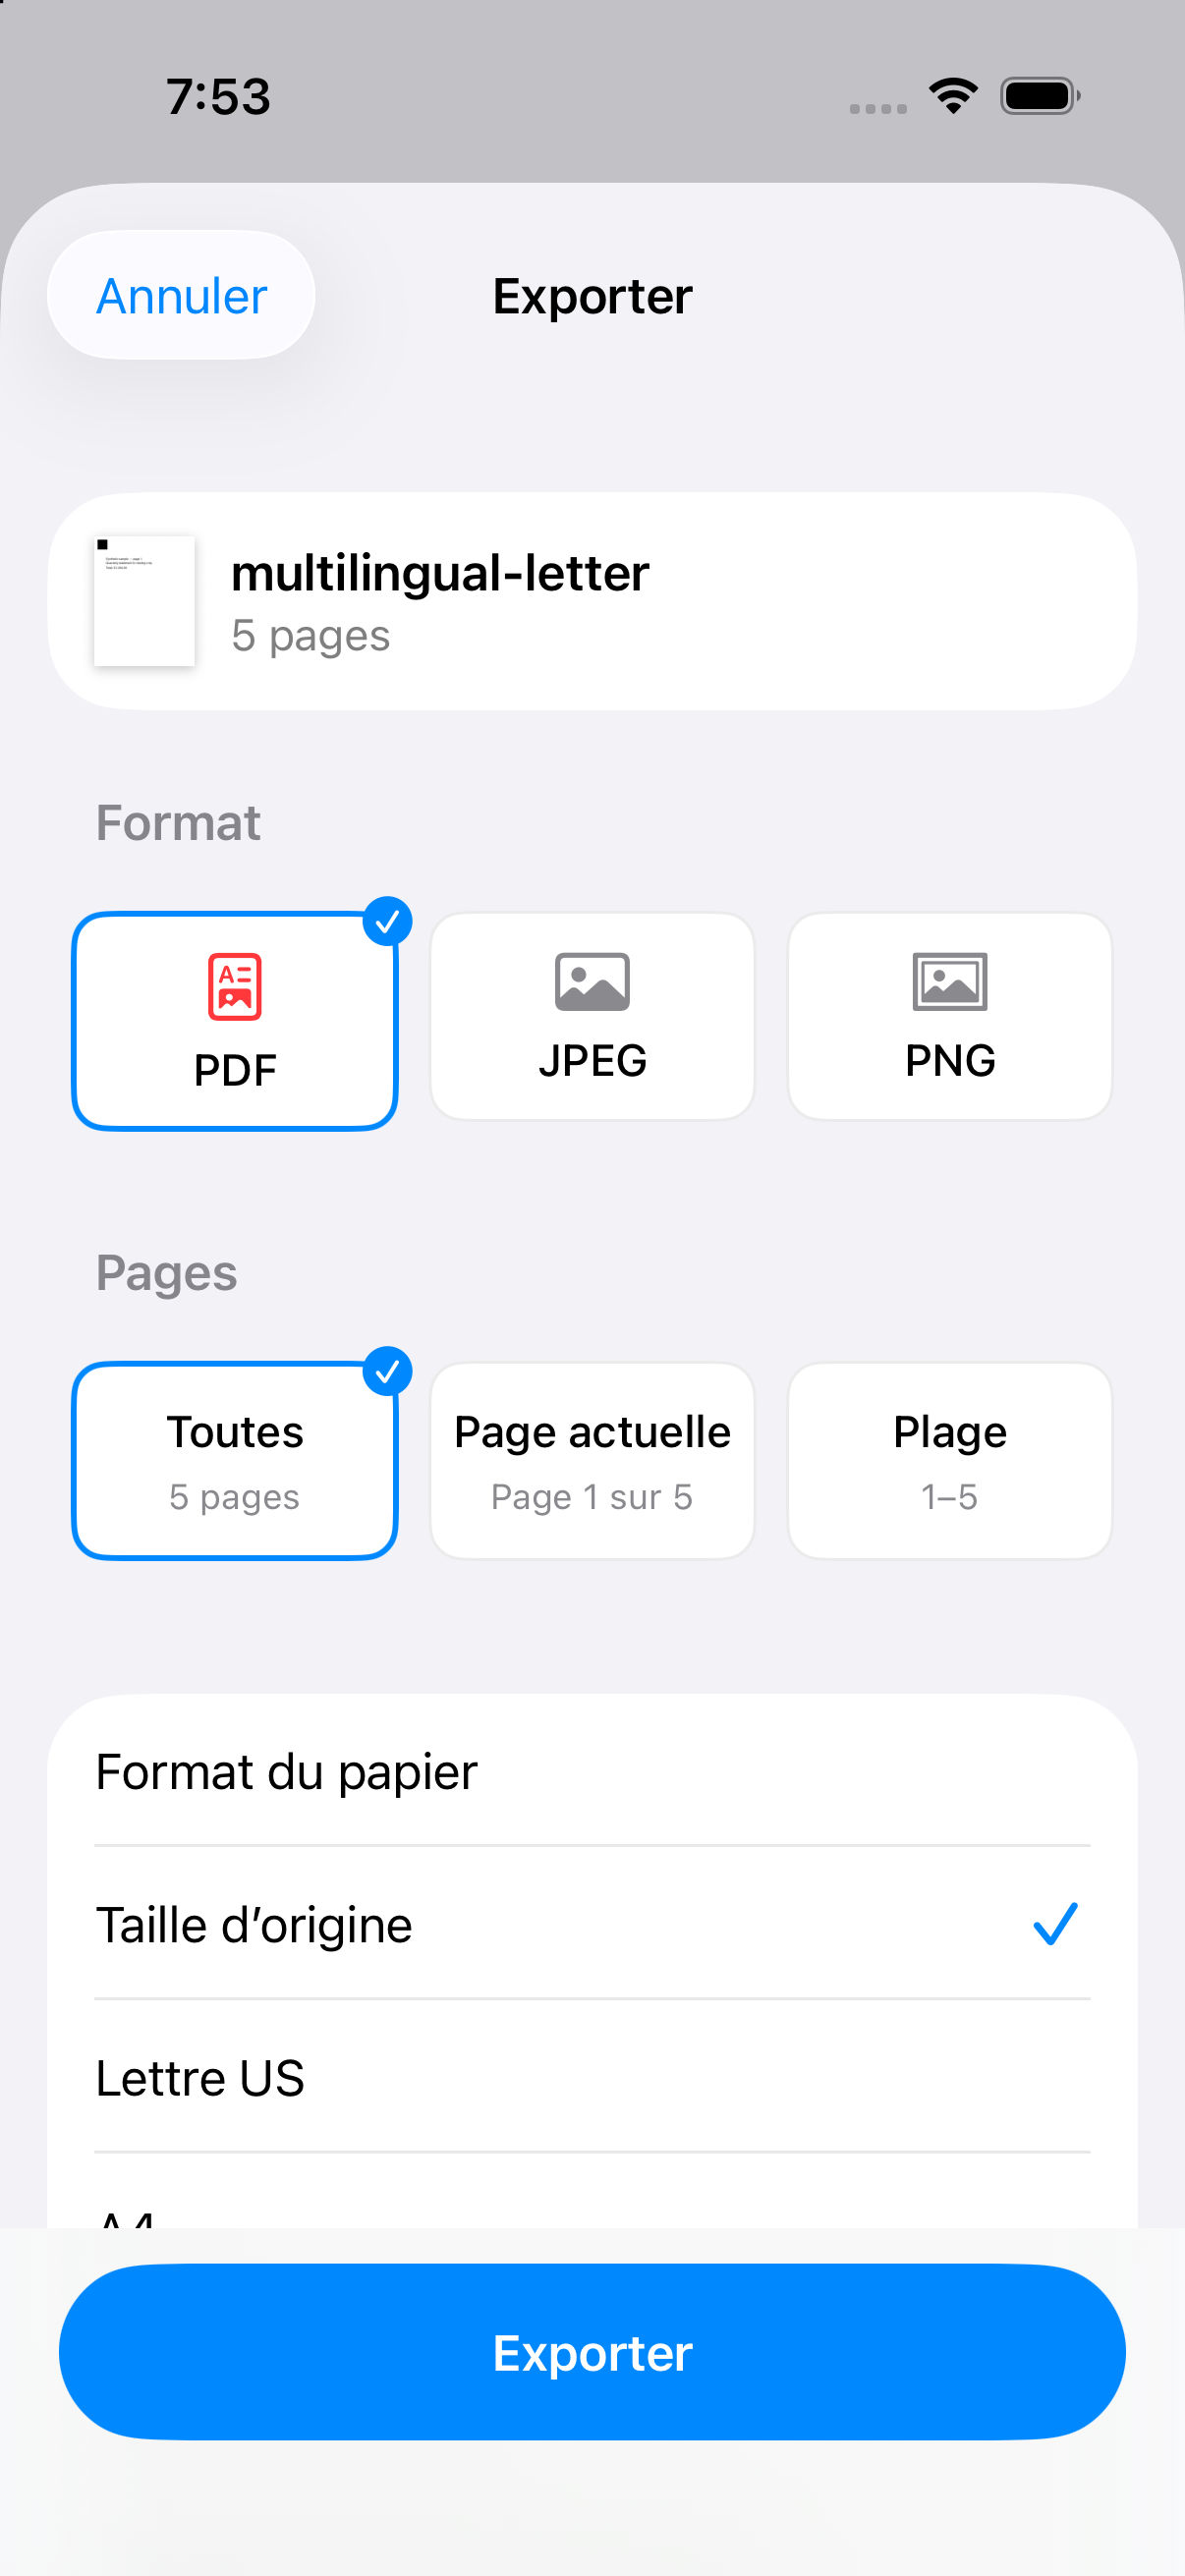 7:53
Annuler
Exporter
multilingual-letter
5 pages
Format
PDF
JPEG
PNG
Pages
Toutes
5 pages
Page actuelle
Page 1 sur 5
Plage
1–5
Format du papier
Taille d’origine
Lettre US
A4
Exporter